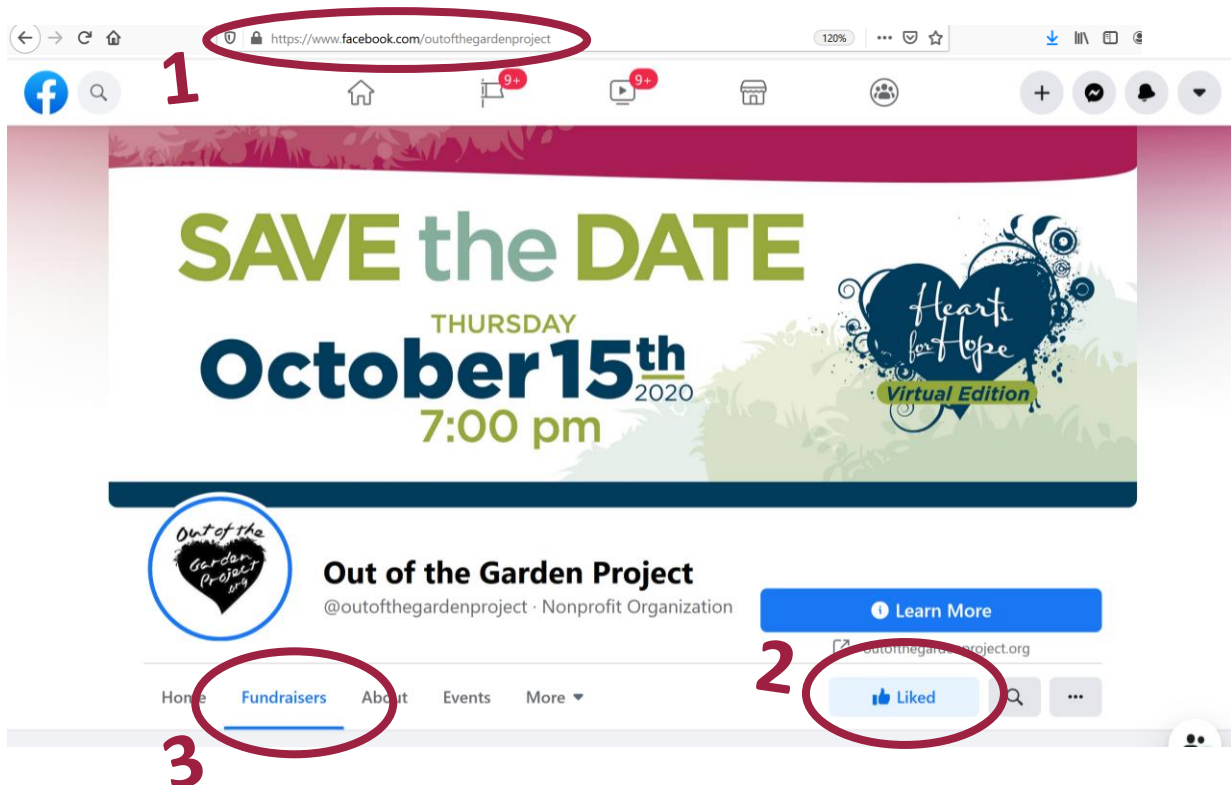 https://www.facebook.com/outofthegardenproject
120%
1
9+
9+
SAVE the DATE
THURSDAY
October 15th
2020
7:00 pm
Hearts
for Hope
Virtual Edition
Out of the
Garden
Project
.org
Out of the Garden Project
@outofthegardenproject · Nonprofit Organization
Learn More
outofthegardenproject.org
2
Home Fundraisers About Events More
Liked
3